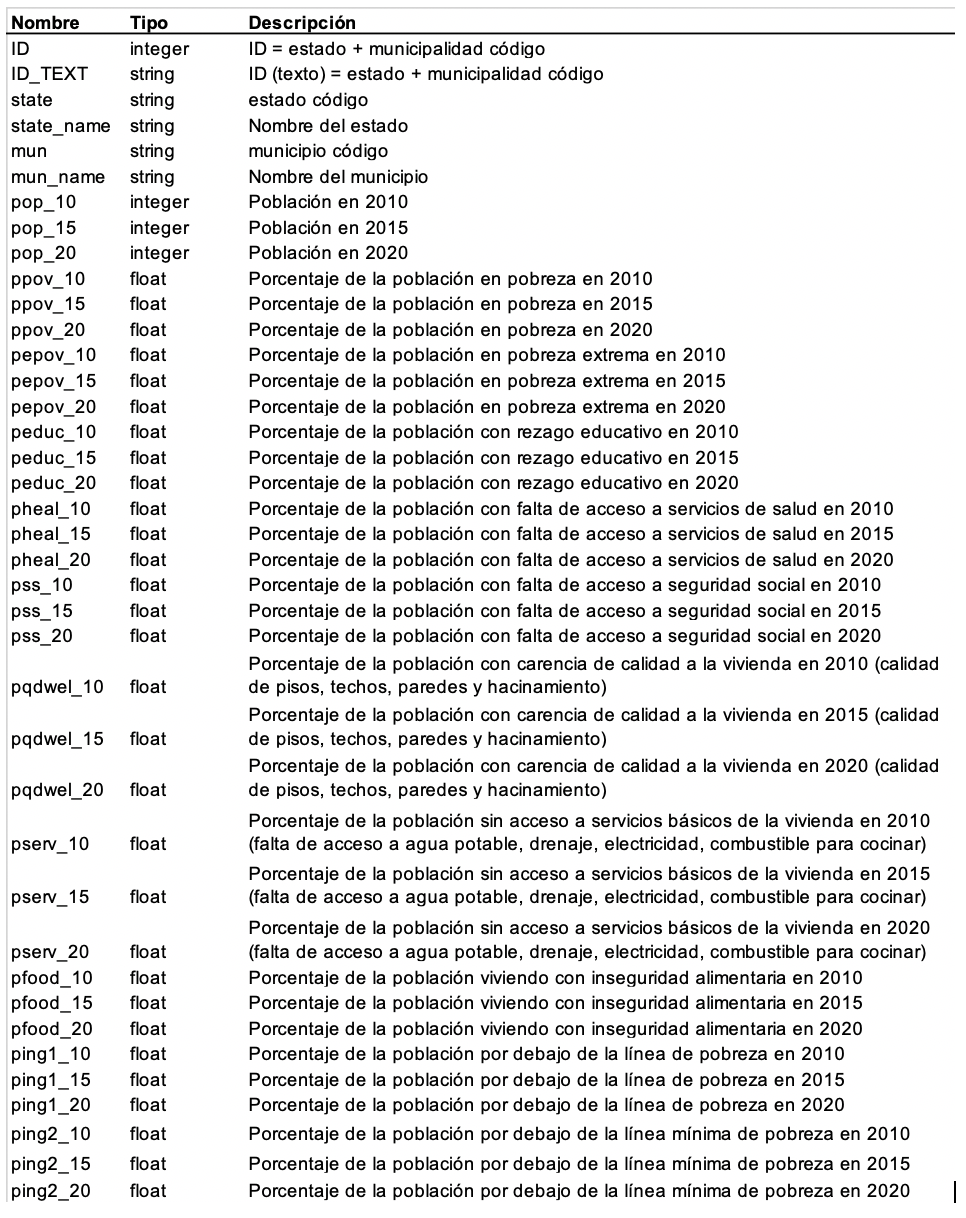 Nombre Tipo Descripción
ID integer ID = estado + municipalidad código
ID_TEXT string ID (texto) = estado + municipalidad código
state string estado código
state_name string Nombre del estado
mun string municipio código
mun_name string Nombre del municipio
pop_10 integer Población en 2010
pop_15 integer Población en 2015
pop_20 integer Población en 2020
ppov_10 float Porcentaje de la población en pobreza en 2010
ppov_15 float Porcentaje de la población en pobreza en 2015
ppov_20 float Porcentaje de la población en pobreza en 2020
pepov_10 float Porcentaje de la población en pobreza extrema en 2010
pepov_15 float Porcentaje de la población en pobreza extrema en 2015
pepov_20 float Porcentaje de la población en pobreza extrema en 2020
peduc_10 float Porcentaje de la población con rezago educativo en 2010
peduc_15 float Porcentaje de la población con rezago educativo en 2015
peduc_20 float Porcentaje de la población con rezago educativo en 2020
pheal_10 float Porcentaje de la población con falta de acceso a servicios de salud en 2010
pheal_15 float Porcentaje de la población con falta de acceso a servicios de salud en 2015
pheal_20 float Porcentaje de la población con falta de acceso a servicios de salud en 2020
pss_10 float Porcentaje de la población con falta de acceso a seguridad social en 2010
pss_15 float Porcentaje de la población con falta de acceso a seguridad social en 2015
pss_20 float Porcentaje de la población con falta de acceso a seguridad social en 2020
Porcentaje de la población con carencia de calidad a la vivienda en 2010 (calidad
pqdwel_10 float de pisos, techos, paredes y hacinamiento)
Porcentaje de la población con carencia de calidad a la vivienda en 2015 (calidad
pqdwel_15 float de pisos, techos, paredes y hacinamiento)
Porcentaje de la población con carencia de calidad a la vivienda en 2020 (calidad
pqdwel_20 float de pisos, techos, paredes y hacinamiento)
Porcentaje de la población sin acceso a servicios básicos de la vivienda en 2010
pserv_10 float (falta de acceso a agua potable, drenaje, electricidad, combustible para cocinar)
Porcentaje de la población sin acceso a servicios básicos de la vivienda en 2015
pserv_15 float (falta de acceso a agua potable, drenaje, electricidad, combustible para cocinar)
Porcentaje de la población sin acceso a servicios básicos de la vivienda en 2020
pserv_20 float (falta de acceso a agua potable, drenaje, electricidad, combustible para cocinar)
pfood_10 float Porcentaje de la población viviendo con inseguridad alimentaria en 2010
pfood_15 float Porcentaje de la población viviendo con inseguridad alimentaria en 2015
pfood_20 float Porcentaje de la población viviendo con inseguridad alimentaria en 2020
ping1_10 float Porcentaje de la población por debajo de la línea de pobreza en 2010
ping1_15 float Porcentaje de la población por debajo de la línea de pobreza en 2015
ping1_20 float Porcentaje de la población por debajo de la línea de pobreza en 2020
ping2_10 float Porcentaje de la población por debajo de la línea mínima de pobreza en 2010
ping2_15 float Porcentaje de la población por debajo de la línea mínima de pobreza en 2015
ping2_20 float Porcentaje de la población por debajo de la línea mínima de pobreza en 2020